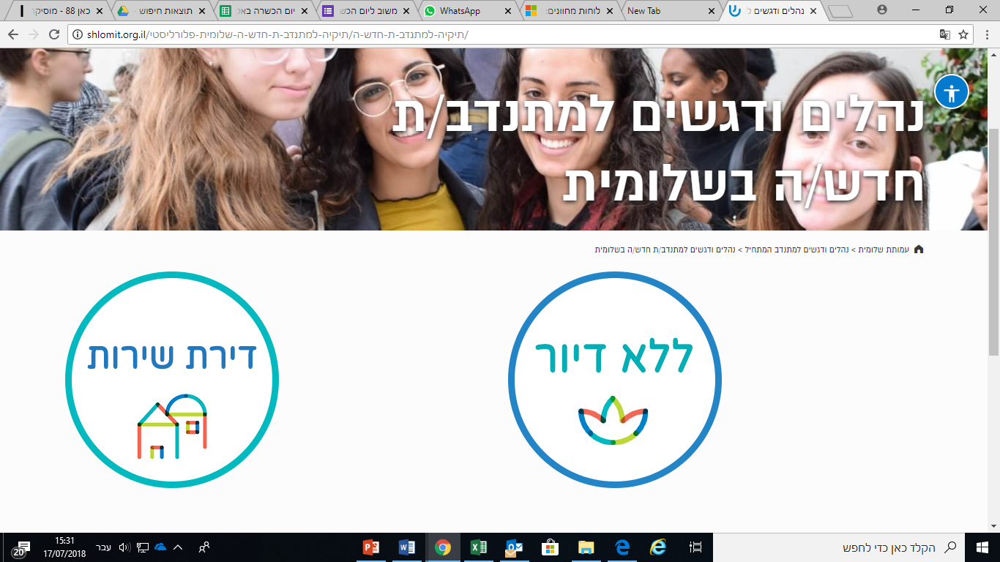 כאן 88 - מוסיקה
תוצאות חיפוש -
יום הכשרה באק
משוב ליום הכש
WhatsApp
לוחות מחוונים:
New Tab
נהלים ודגשים ל
shlomit.org.il/תיקיה-למתנדב-ת-חדש-ה/תיקיה-למתנדב-ת-חדש-ה-שלומית-פלורליסטי/
נהלים ודגשים למתנדב/ת
חדש/ה בשלומית
עמותת שלומית > נהלים ודגשים למתנדב המתחיל > נהלים ודגשים למתנדב/ת חדש/ה בשלומית
ללא דיור
דירת שירות
הקלד כאן כדי לחפש
עבר
15:31
17/07/2018
20